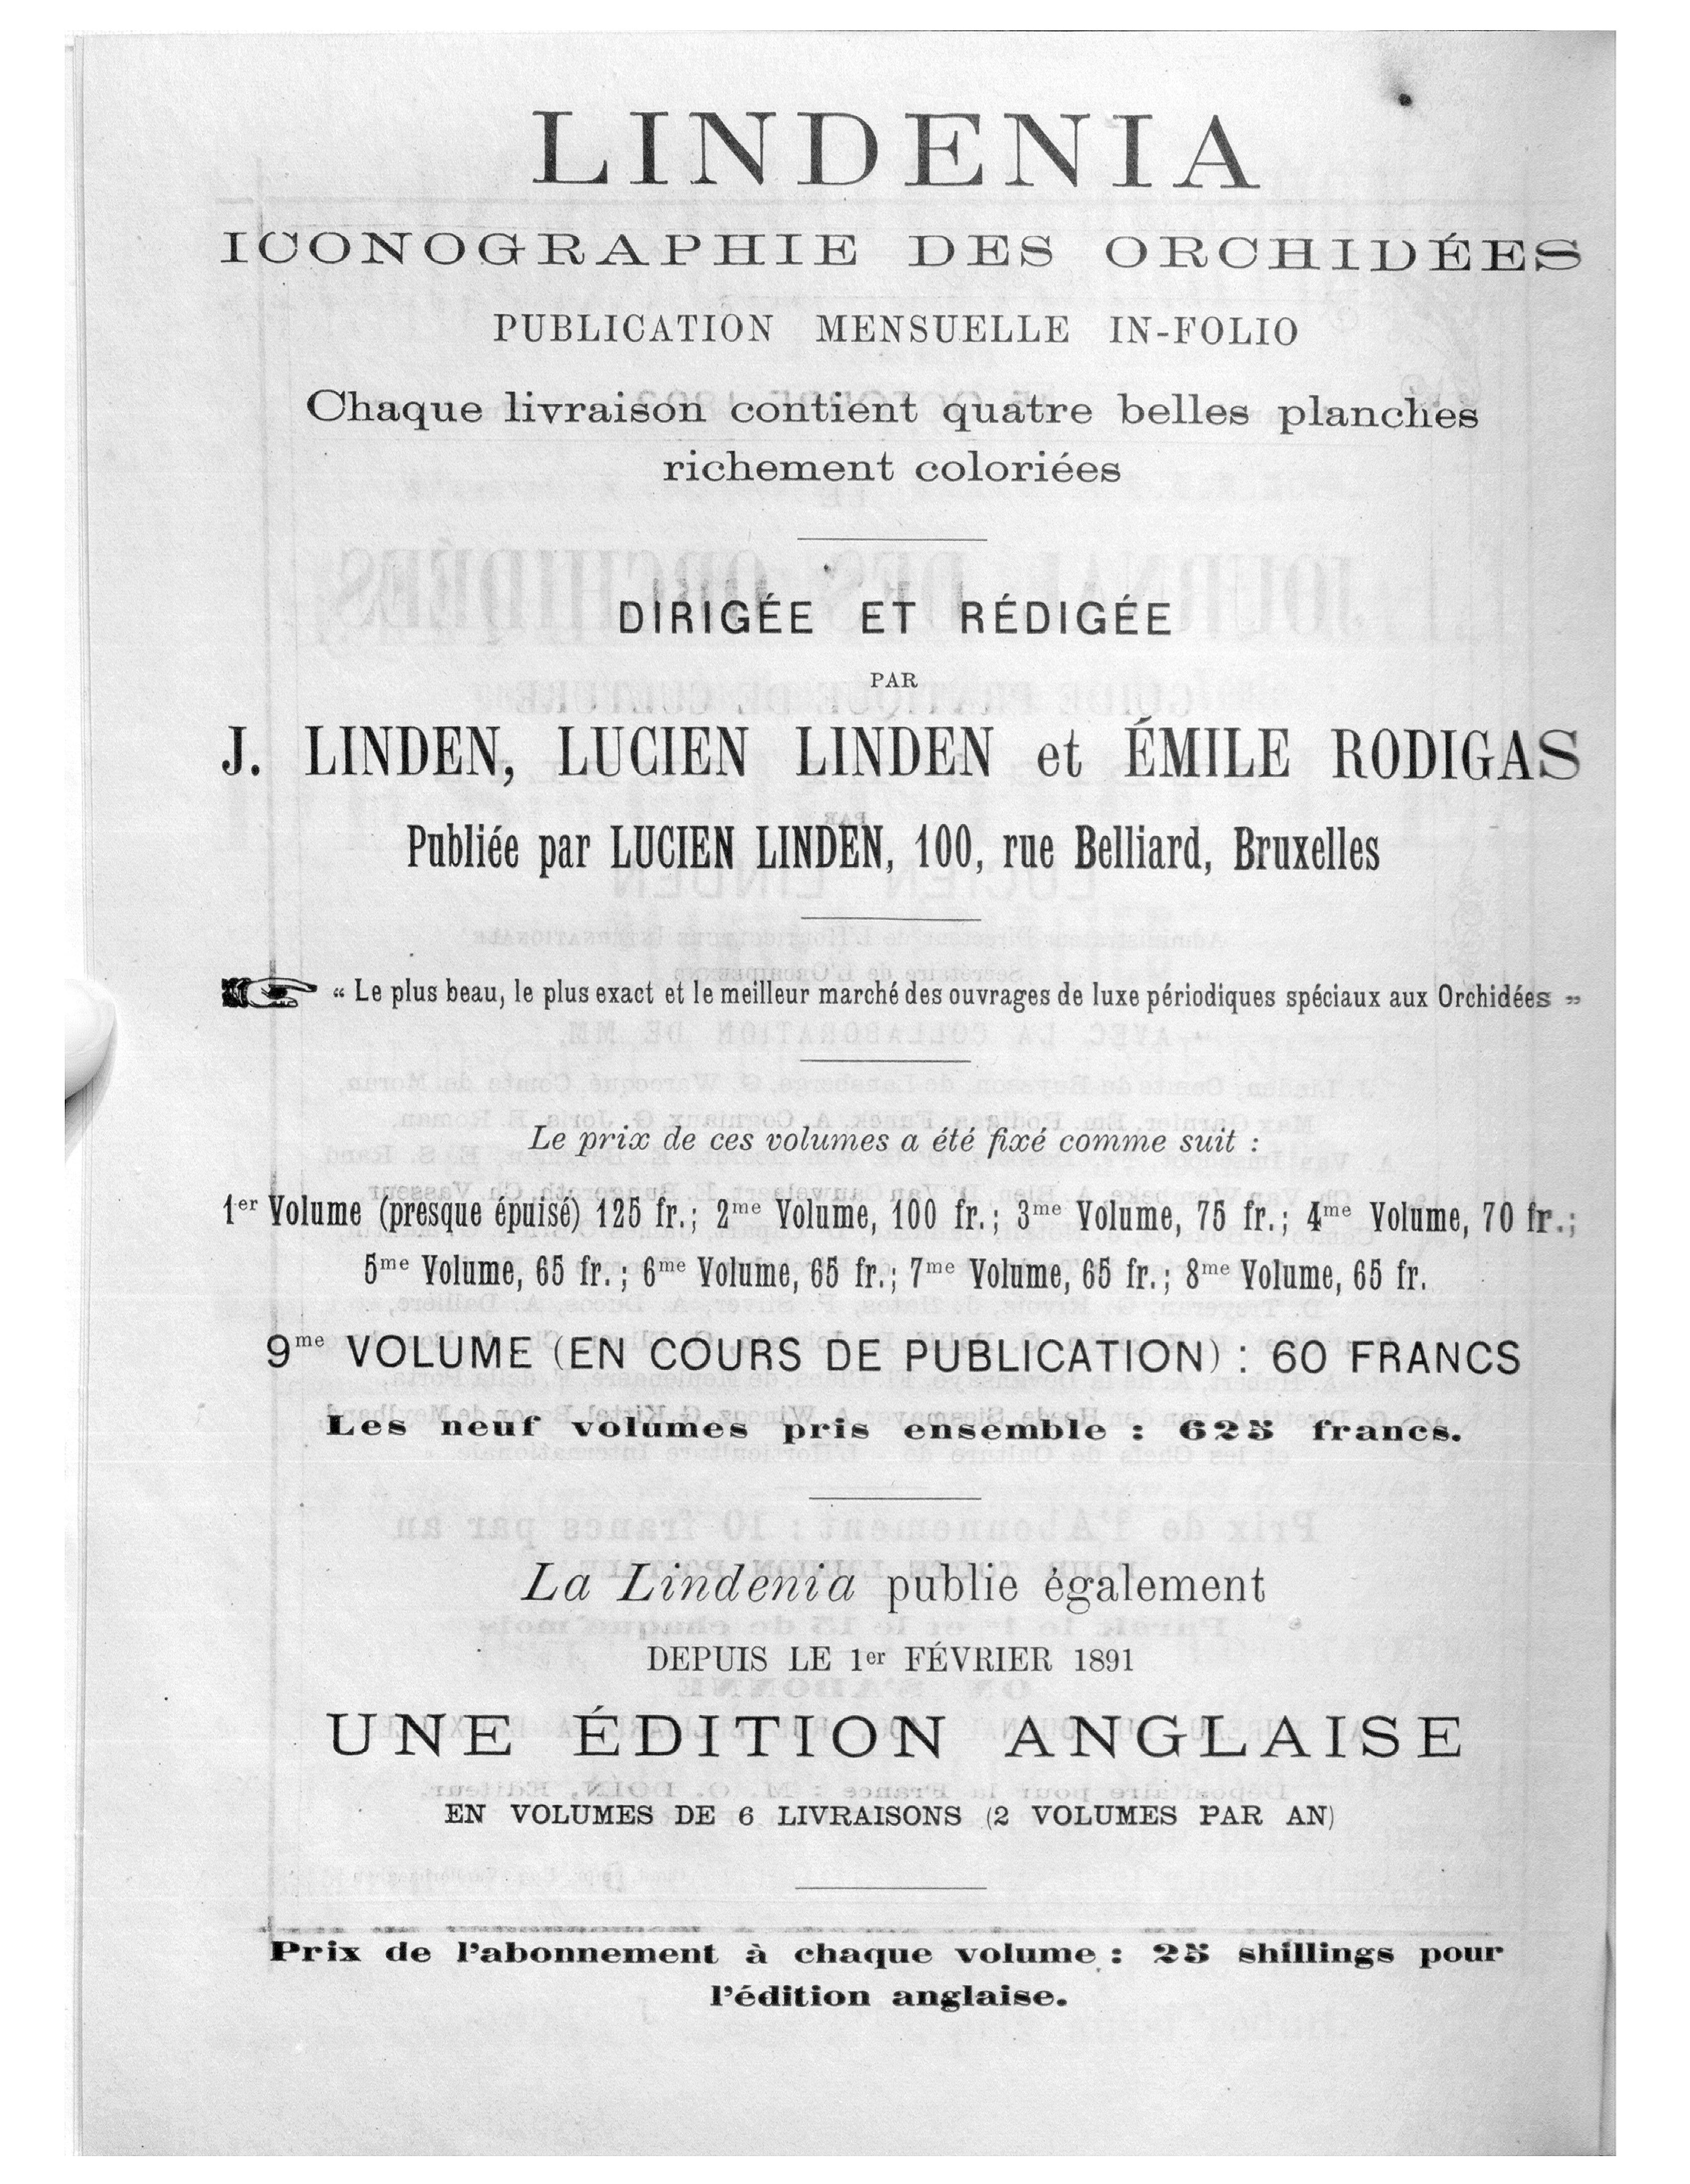 LINDENIA
ICONOGRAPHIE DES ORCHIDÉES
PUBLICATION MENSUELLE IN-FOLIO
Chaque livraison contient quatre belles planches
richement coloriées
DIRIGÉE ET RÉDIGÉE
PAR
J. LINDEN, LUCIEN LINDEN et ÉMILE RODIGAS
Publiée par LUCIEN LINDEN, 100, rue Belliard, Bruxelles
“ Le plus beau, le plus exact et le meilleur marché des ouvrages de luxe périodiques spéciaux aux Orchidées ”
Le prix de ces volumes a été fixé comme suit :
1er Volume (presque épuisé) 125 fr.; 2me Volume, 100 fr.; 3me Volume, 75 fr.; 4me Volume, 70 fr.;
5me Volume, 65 fr.; 6me Volume, 65 fr.; 7me Volume, 65 fr.; 8me Volume, 65 fr.
9me VOLUME (EN COURS DE PUBLICATION) : 60 FRANCS
Les neuf volumes pris ensemble : 625 francs.
La Lindenia publie également
DEPUIS LE 1er FÉVRIER 1891
UNE ÉDITION ANGLAISE
EN VOLUMES DE 6 LIVRAISONS (2 VOLUMES PAR AN)
Prix de l'abonnement à chaque volume : 25 shillings pour
l'édition anglaise.